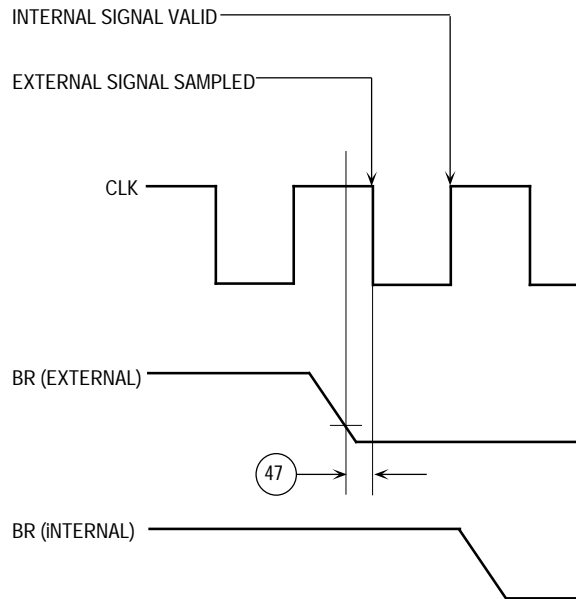 INTERNAL SIGNAL VALID
EXTERNAL SIGNAL SAMPLED
CLK
BR (EXTERNAL)
47
BR (iNTERNAL)